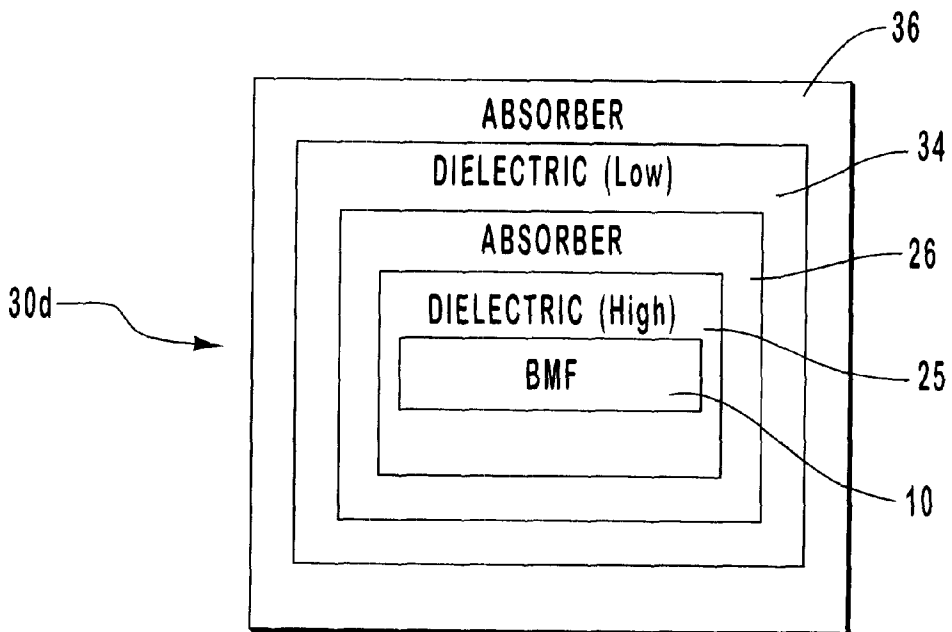 36
ABSORBER
34
DIELECTRIC (Low)
ABSORBER
26
30d
DIELECTRIC (High)
25
BMF
10